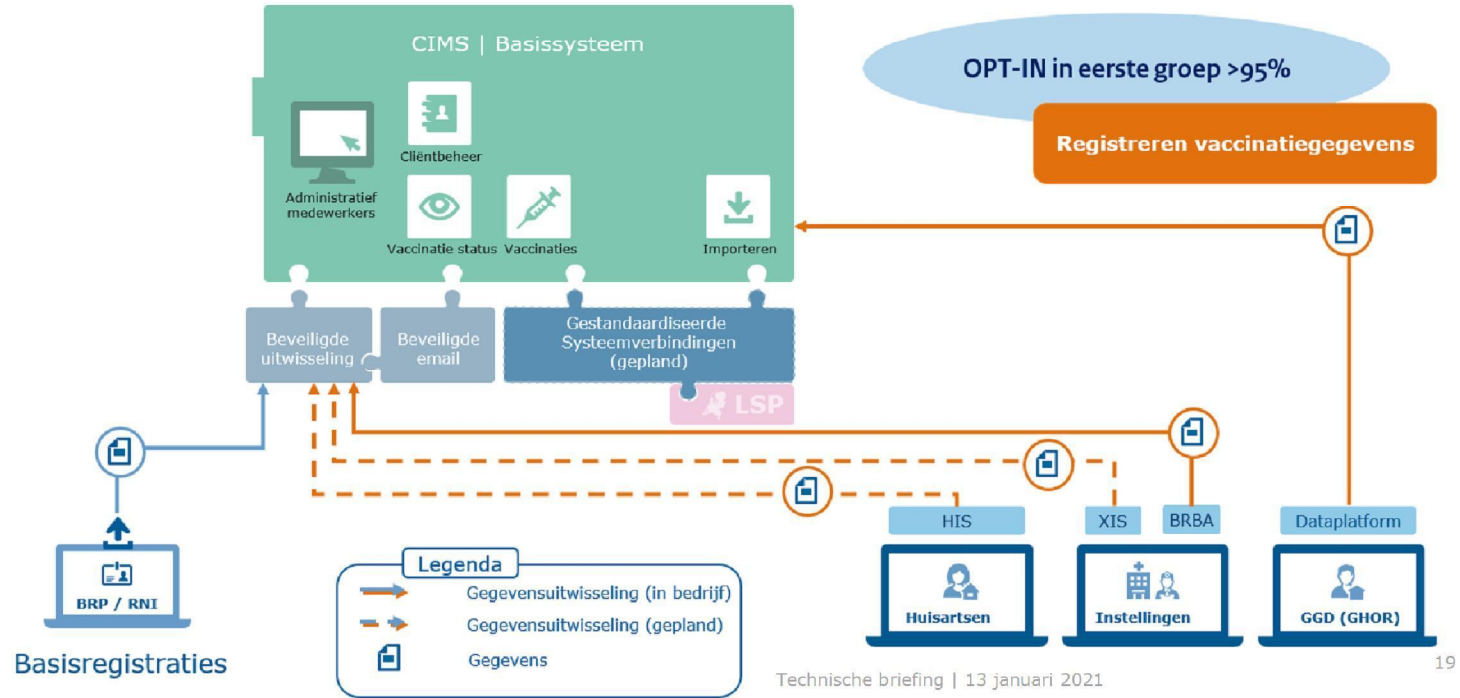 CIMS | Basissysteem
OPT-IN in eerste groep >95%
Registreren vaccinatiegegevens
Cliëntbeheer
Administratief
medewerkers
Vaccinatie status
Vaccinaties
Importeren
Beveiligde
uitwisseling
Beveiligde
email
Gestandaardiseerde
Systeemverbindingen
(gepland)
LSP
HIS
XIS
BRBA
Dataplatform
BRP / RNI
Basisregistraties
Legenda
Gegevensuitwisseling (in bedrijf)
Gegevensuitwisseling (gepland)
Gegevens
Huisartsen
Instellingen
GGD (GHOR)
Technische briefing | 13 januari 2021
19